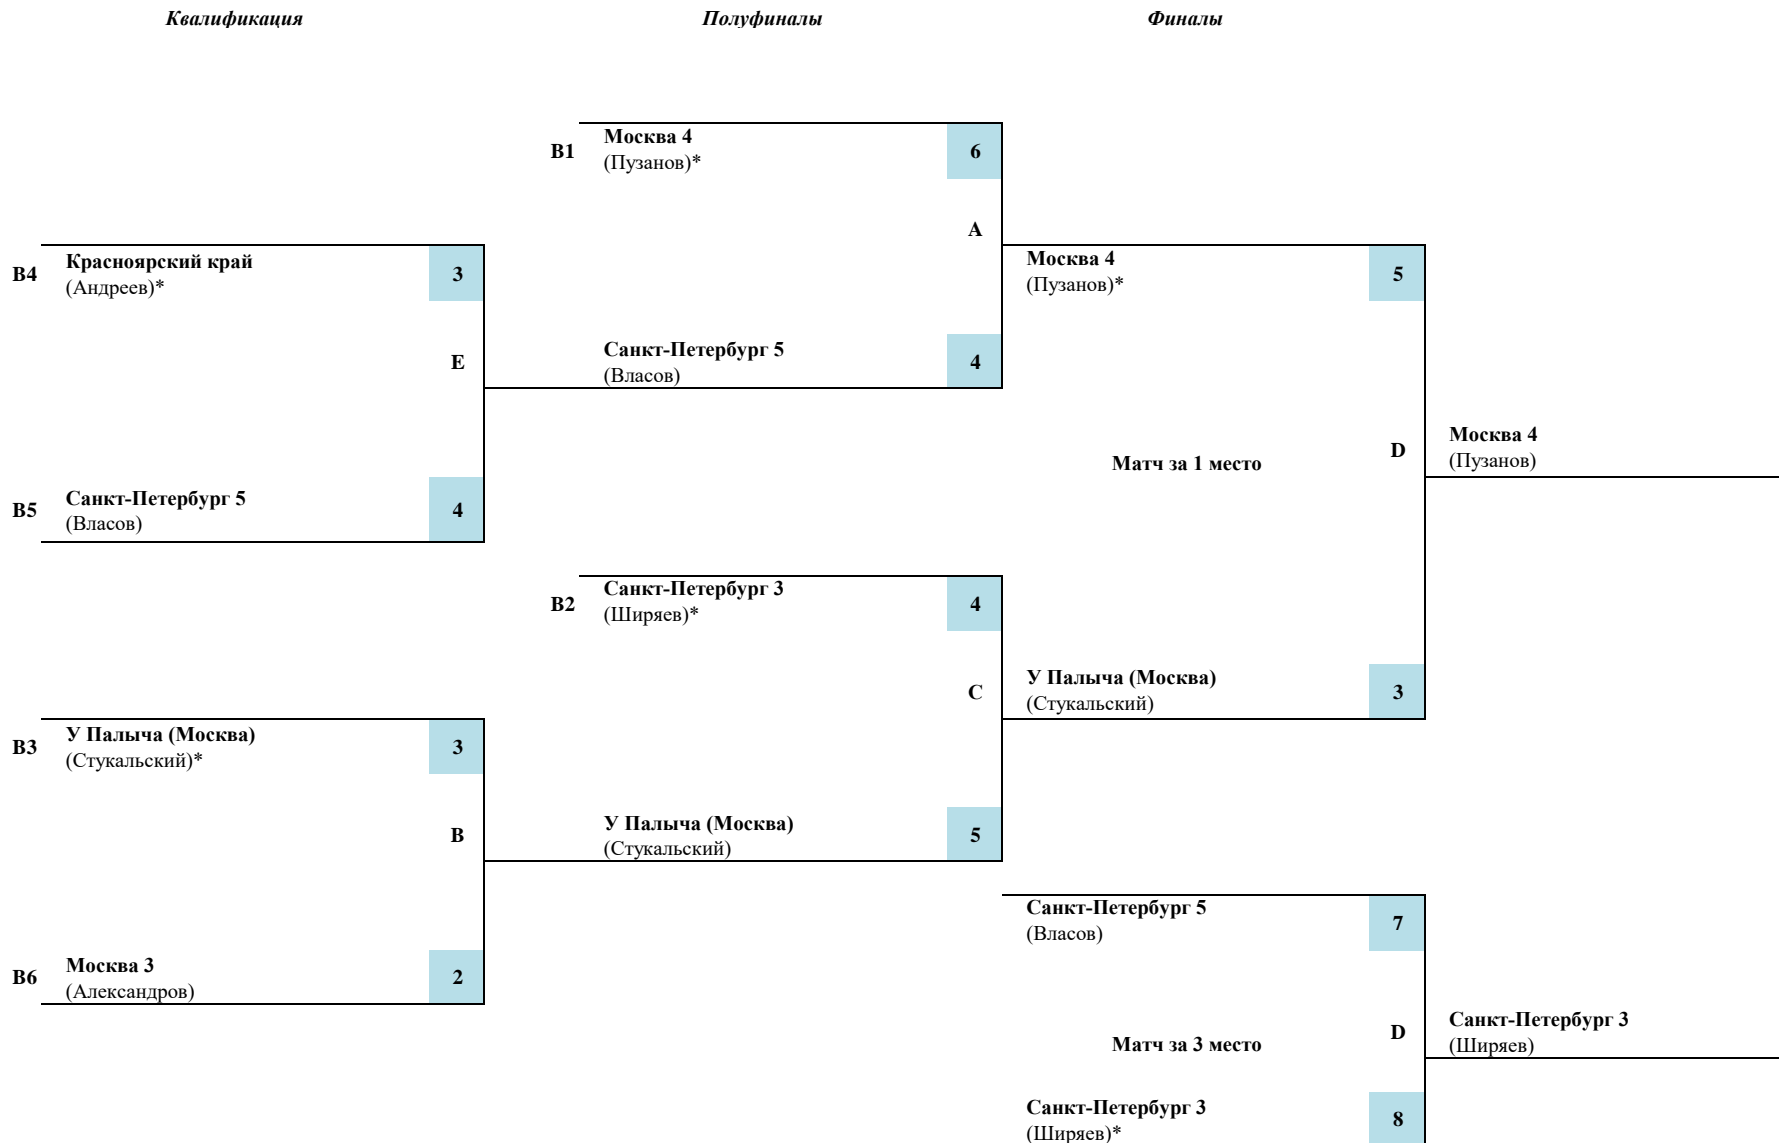 Квалификация
Полуфиналы
Финалы
B1
Москва 4
(Пузанов)*
6
A
B4
Красноярский край
(Андреев)*
3
E
Санкт-Петербург 5
(Власов)
4
B5
Санкт-Петербург 5
(Власов)
4
Москва 4
(Пузанов)*
5
Матч за 1 место
D
Москва 4
(Пузанов)
B2
Санкт-Петербург 3
(Ширяев)*
4
C
У Палыча (Москва)
(Стукальский)
3
B3
У Палыча (Москва)
(Стукальский)*
3
B
У Палыча (Москва)
(Стукальский)
5
B6
Москва 3
(Александров)
2
Санкт-Петербург 5
(Власов)
7
Матч за 3 место
D
Санкт-Петербург 3
(Ширяев)
Санкт-Петербург 3
(Ширяев)*
8